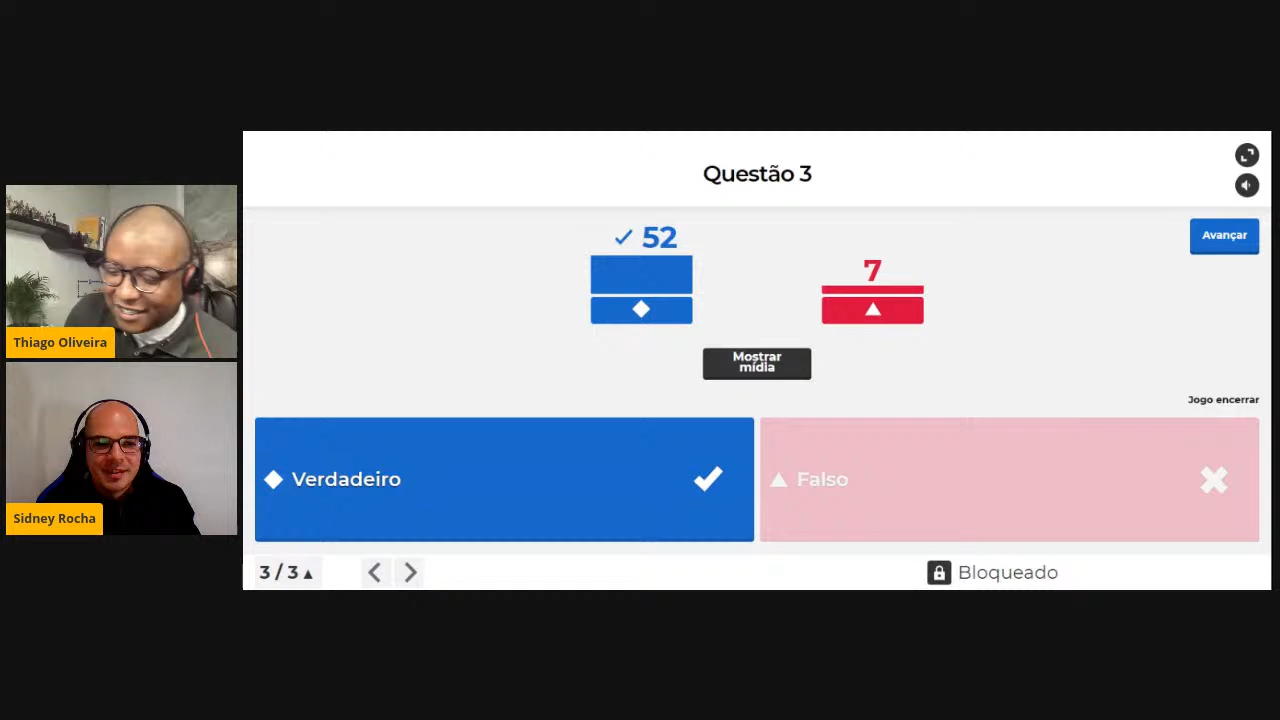 Questão 3
52
7
Avançar
Mostrar
mídia
Jogo encerrar
Verdadeiro
Falso
3 / 3
Bloqueado
Thiago Oliveira
Sidney Rocha